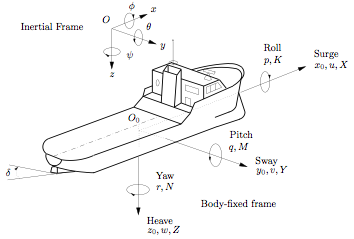 ϕ
x
O
Inertial Frame
θ
y
ψ
z
Roll
p, K
Surge
x₀, u, X
O₀
Pitch
q, M
Sway
y₀, v, Y
δ
Yaw
r, N
Body-fixed frame
Heave
z₀, w, Z